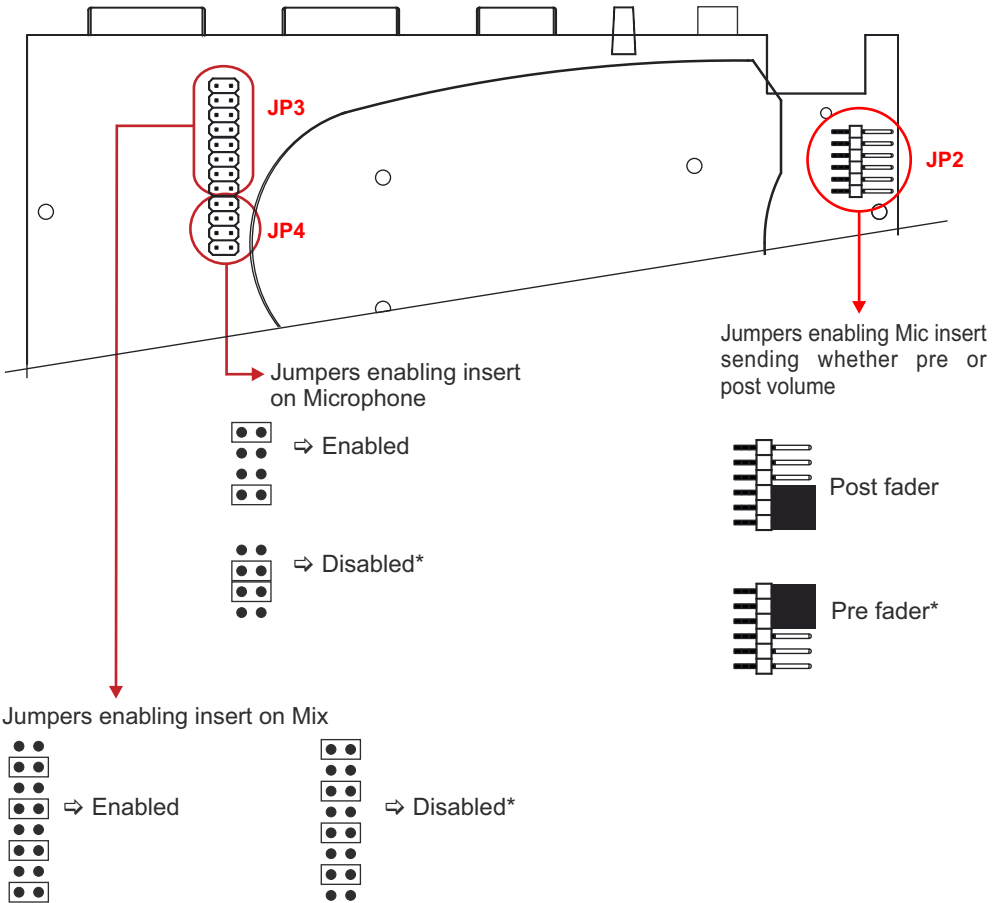 JP3
JP2
JP4
Jumpers enabling Mic insert
sending whether pre or
post volume
Jumpers enabling insert
on Microphone
⇨ Enabled
Post fader
⇨ Disabled*
Pre fader*
Jumpers enabling insert on Mix
⇨ Enabled
⇨ Disabled*